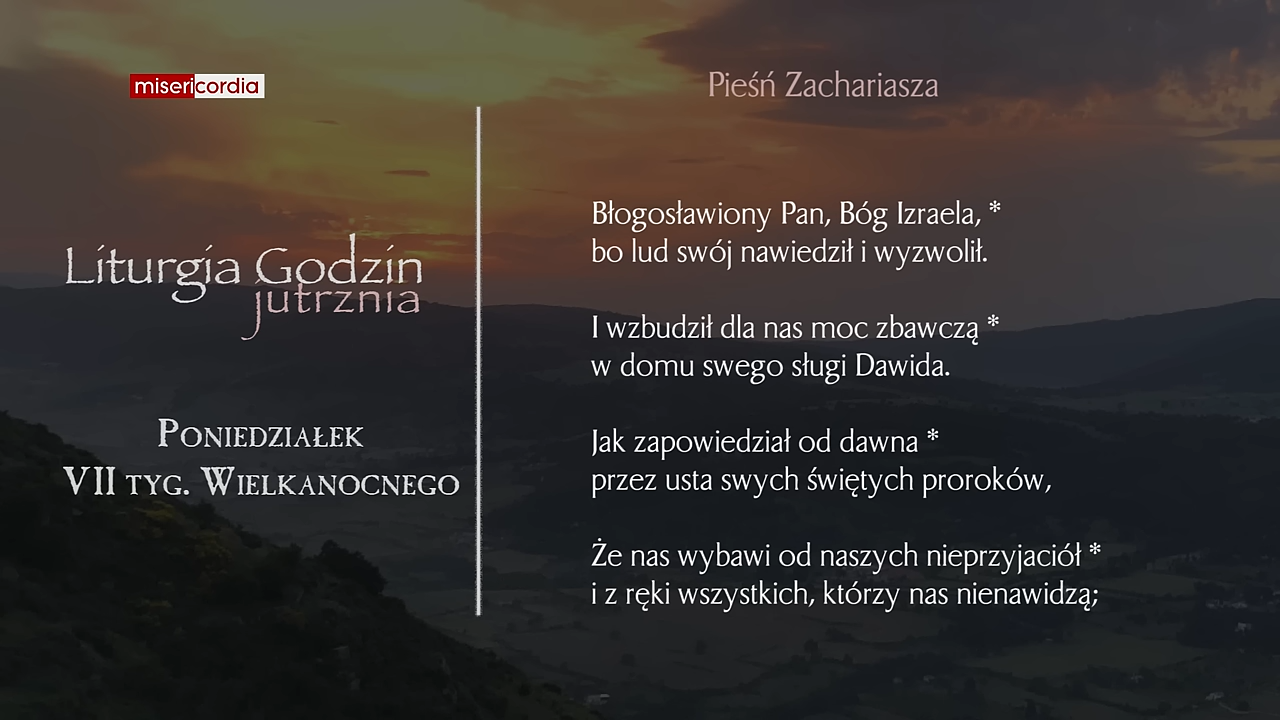 misericordia
Liturgia Godzin
jutrznia
Poniedziałek
VII tyg. Wielkanocnego
Pieśń Zachariasza
Błogosławiony Pan, Bóg Izraela, *
bo lud swój nawiedził i wyzwolił.
I wzbudził dla nas moc zbawczą *
w domu swego sługi Dawida.
Jak zapowiedział od dawna *
przez usta swych świętych proroków,
Że nas wybawi od naszych nieprzyjaciół *
i z ręki wszystkich, którzy nas nienawidzą;